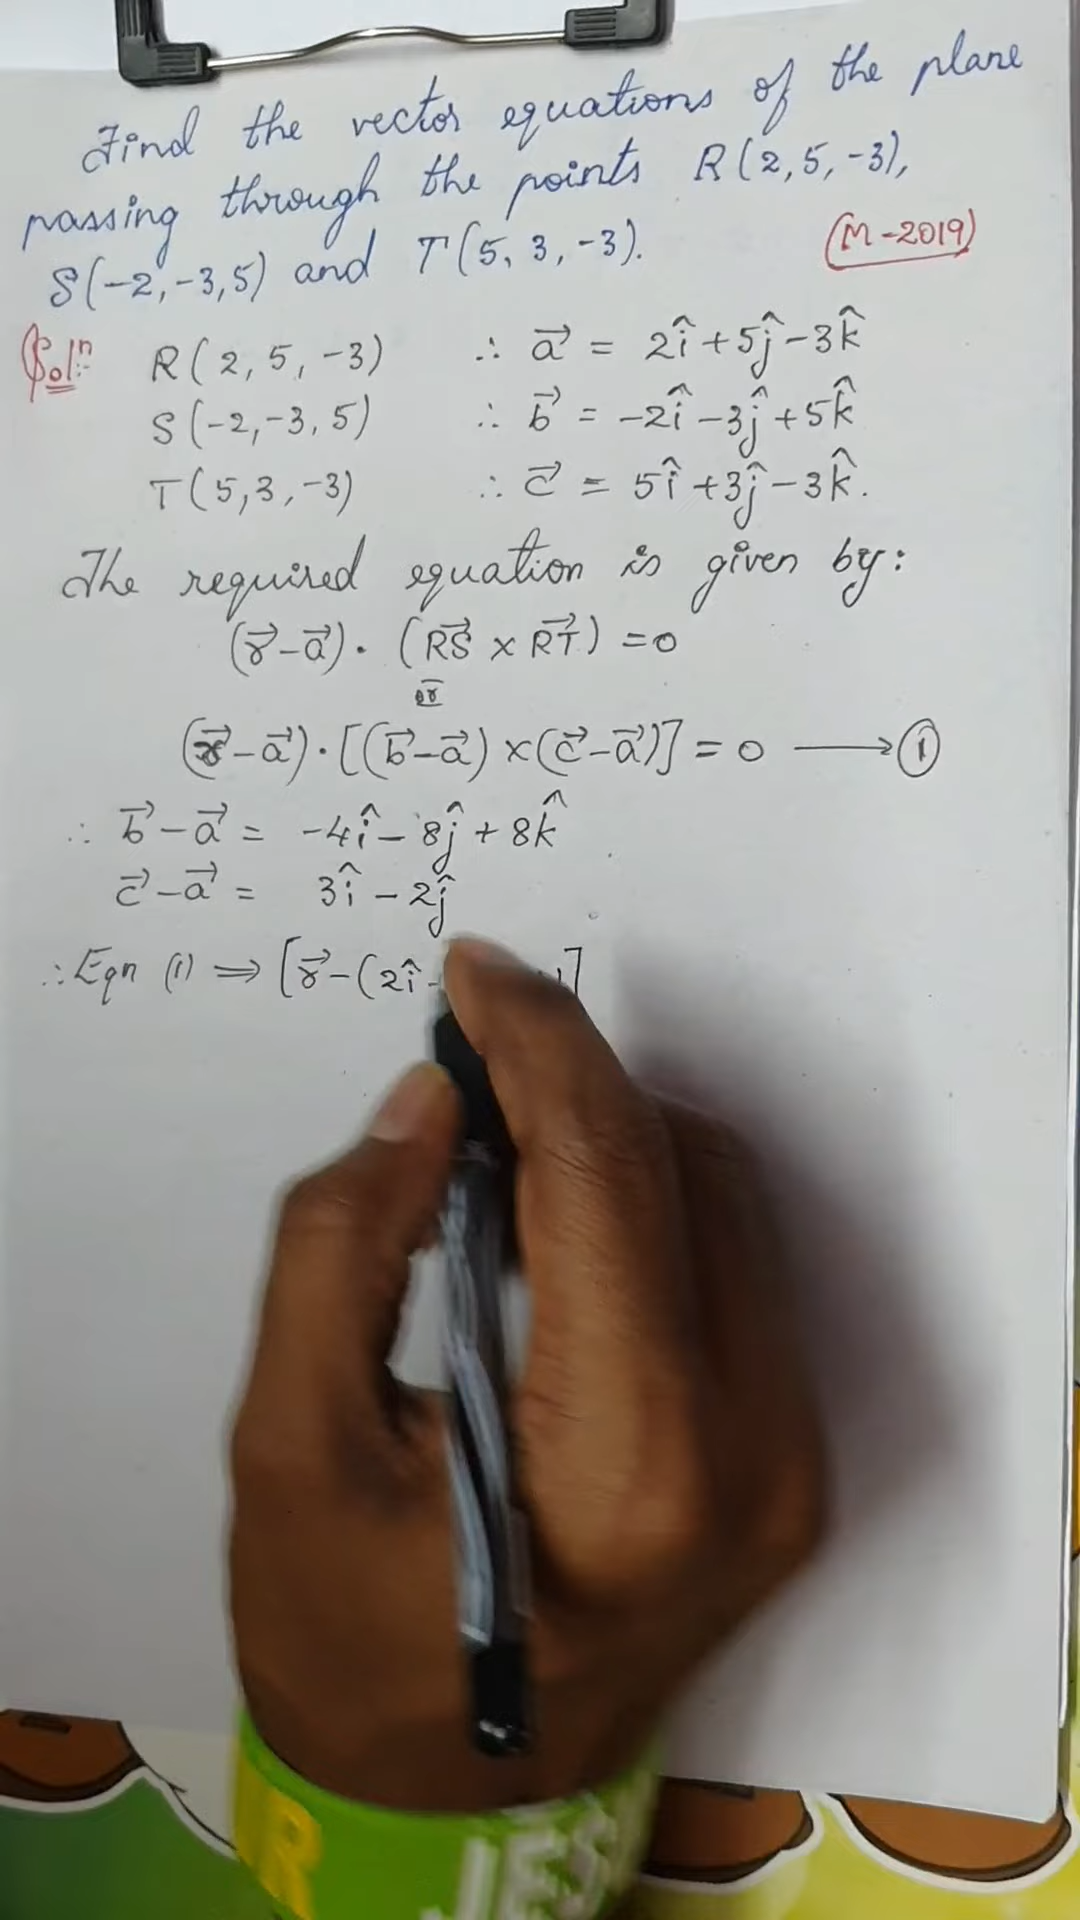 Find the vector equations of the plane
passing through the points R(2, 5, -3),
S(-2, -3, 5) and T(5, 3, -3).
(M-2019)
Solⁿ:- R(2, 5, -3) ∴ a⃗ = 2î + 5ĵ - 3k̂
S(-2, -3, 5) ∴ b⃗ = -2î - 3ĵ + 5k̂
T(5, 3, -3) ∴ c⃗ = 5î + 3ĵ - 3k̂.
The required equation is given by:
(r⃗ - a⃗) · (RS⃗ × RT⃗) = 0
or
(r⃗ - a⃗) · [(b⃗ - a⃗) × (c⃗ - a⃗)] = 0 ⟶ ①
∴ b⃗ - a⃗ = -4î - 8ĵ + 8k̂
c⃗ - a⃗ = 3î - 2ĵ
∴ Eqn (1) ⇒ [r⃗ - (2î ]
JES